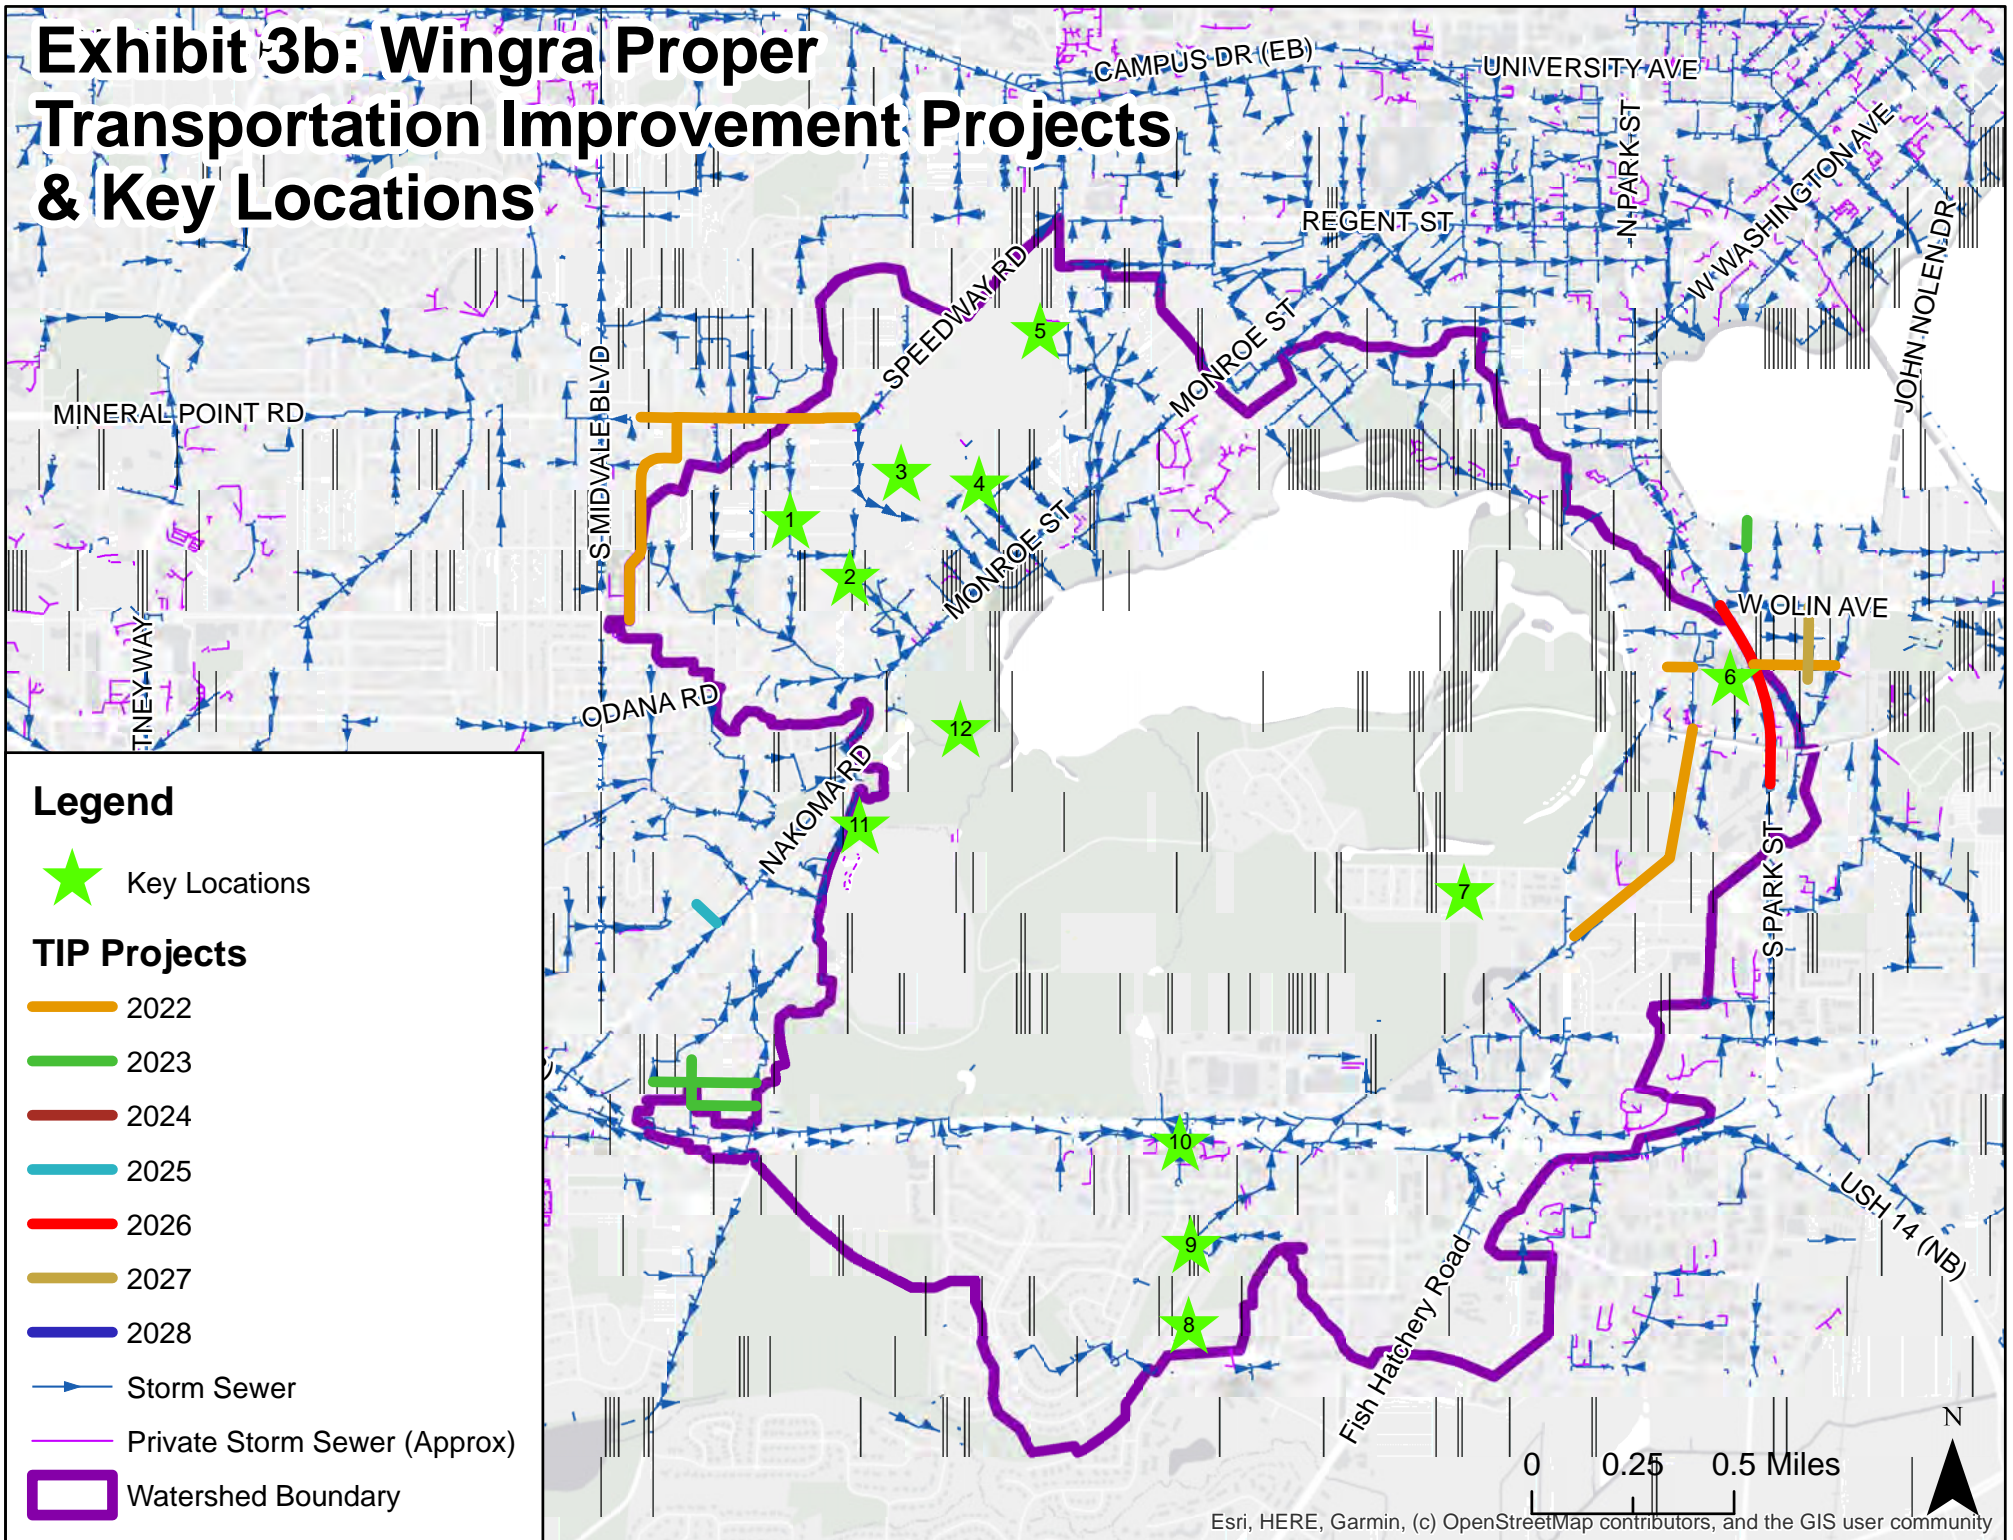 Exhibit 3b: Wingra Proper
Transportation Improvement Projects
& Key Locations
CAMPUS DR (EB)
UNIVERSITY AVE
N PARK ST
W WASHINGTON AVE
REGENT ST
JOHN NOLEN DR
SPEEDWAY RD
MONROE ST
5
MINERAL POINT RD
S MIDVALE BLVD
3
4
1
2
MONROE ST
W OLIN AVE
6
TNEY WAY
ODANA RD
12
NAKOMA RD
11
7
S PARK ST
10
9
8
USH 14 (NB)
Fish Hatchery Road
Legend
Key Locations
TIP Projects
2022
2023
2024
2025
2026
2027
2028
Storm Sewer
Private Storm Sewer (Approx)
Watershed Boundary
N
0 0.25 0.5 Miles
Esri, HERE, Garmin, (c) OpenStreetMap contributors, and the GIS user community